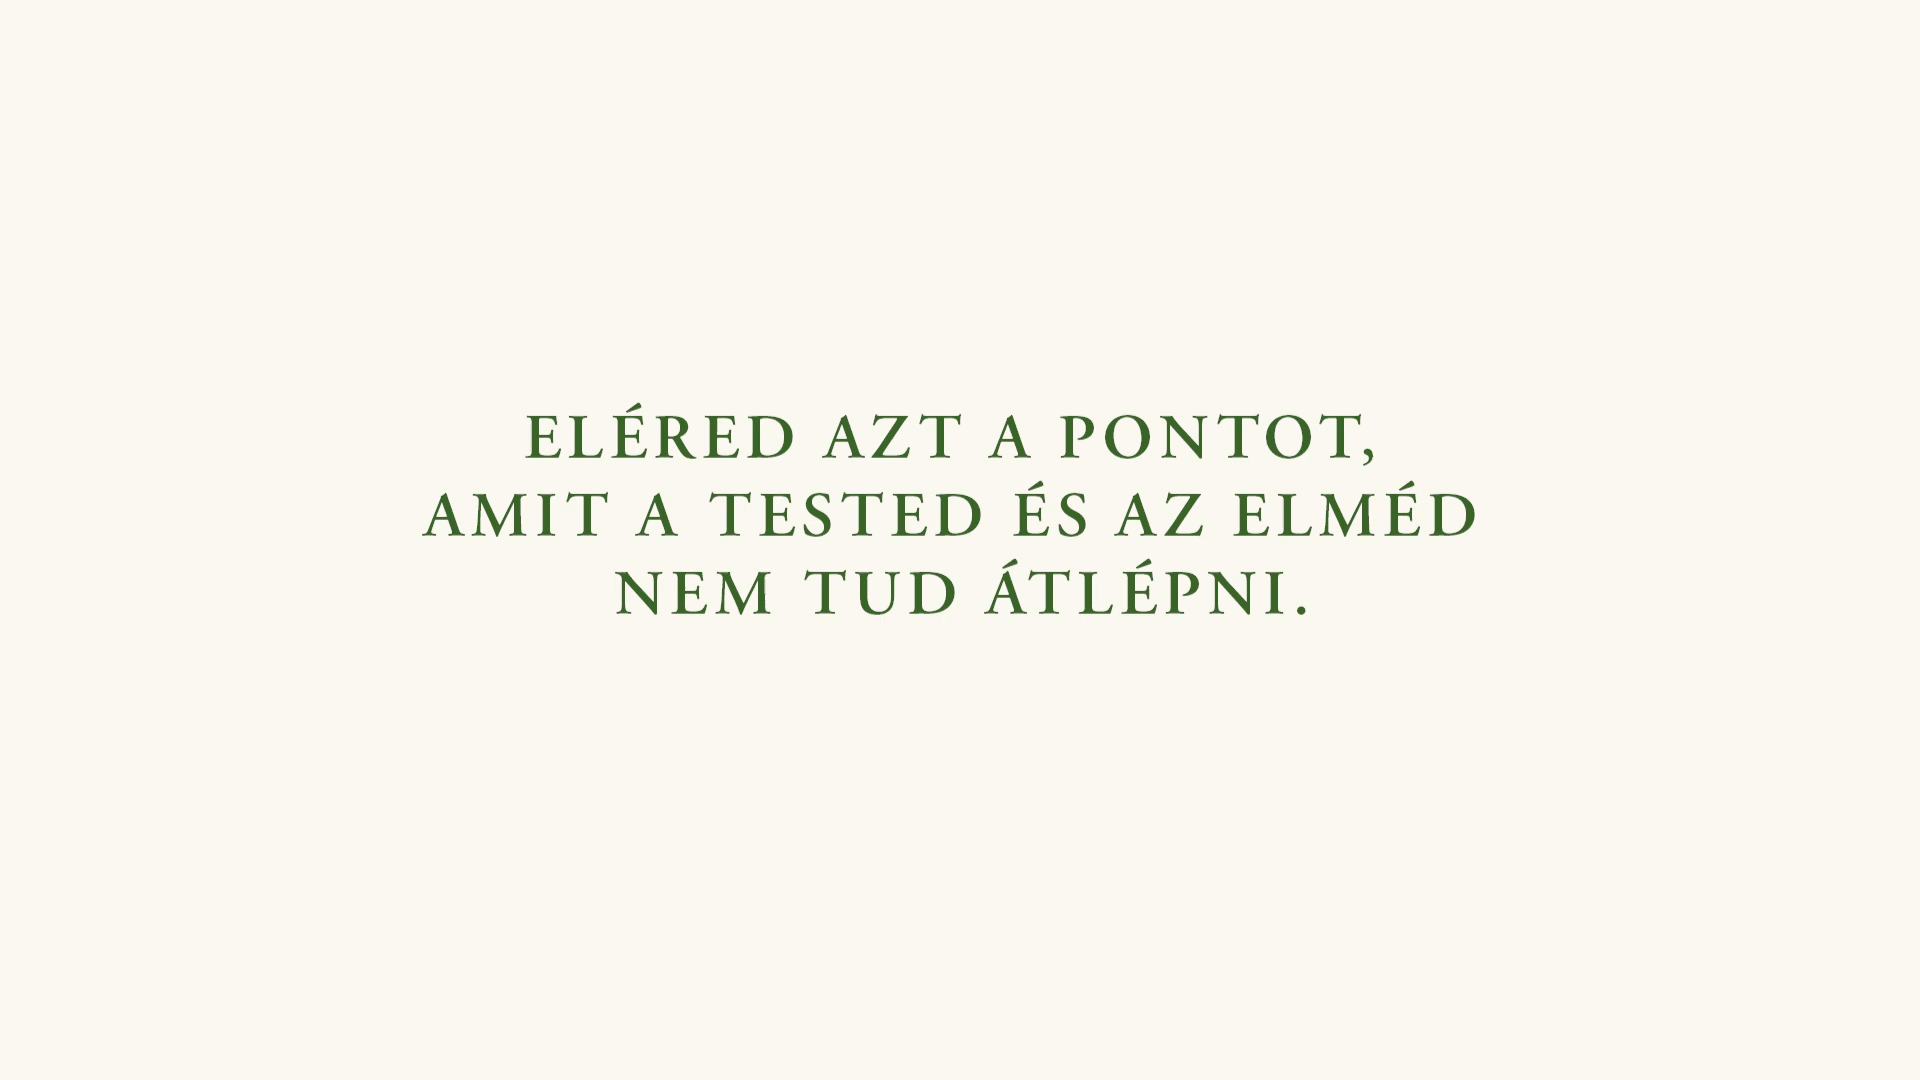 ELÉRED AZT A PONTOT,
AMIT A TESTED ÉS AZ ELMÉD
NEM TUD ÁTLÉPNI.